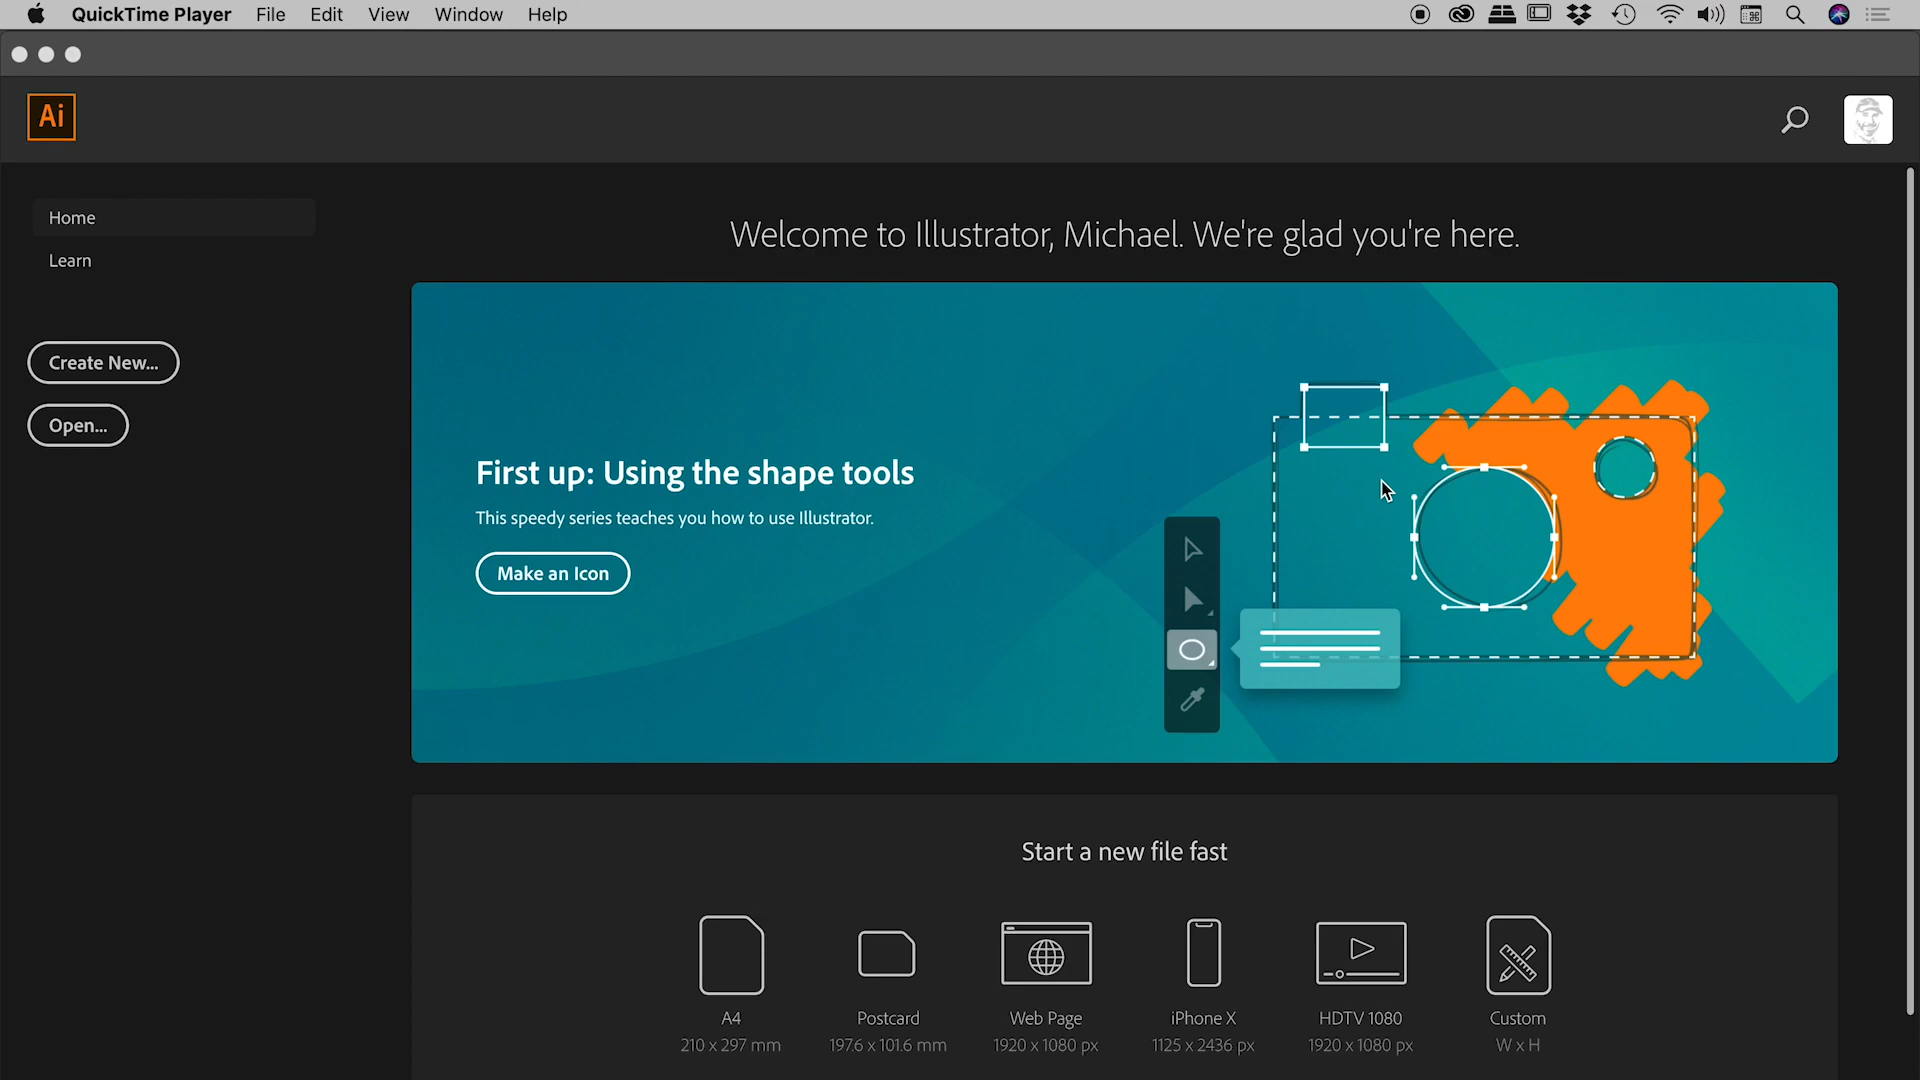 QuickTime Player File Edit View Window Help
Ai
Home
Learn
Create New...
Open...
Welcome to Illustrator, Michael. We're glad you're here.
First up: Using the shape tools
This speedy series teaches you how to use Illustrator.
Make an Icon
Start a new file fast
A4 Postcard Web Page iPhone X HDTV 1080 Custom
210 x 297 mm 197.6 x 101.6 mm 1920 x 1080 px 1125 x 2436 px 1920 x 1080 px W x H